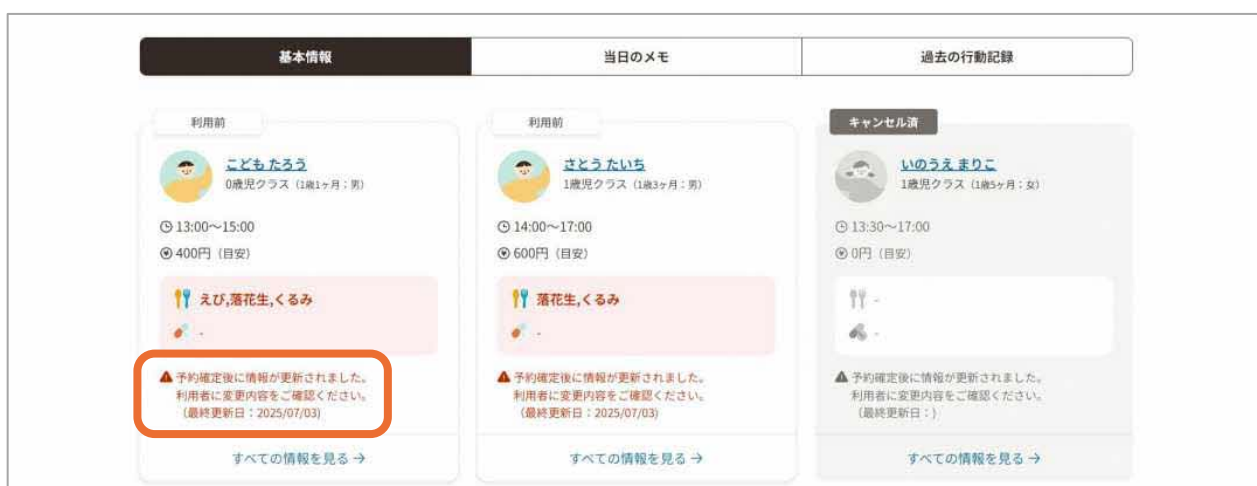 基本情報
当日のメモ
過去の行動記録
利用前
こども たろう
0歳児クラス（1歳1ヶ月：男）
13:00～15:00
400円（目安）
えび,落花生,くるみ
-
予約確定後に情報が更新されました。
利用者に変更内容をご確認ください。
（最終更新日：2025/07/03)
すべての情報を見る →
利用前
さとう たいち
1歳児クラス（1歳3ヶ月：男）
14:00～17:00
600円（目安）
落花生,くるみ
-
予約確定後に情報が更新されました。
利用者に変更内容をご確認ください。
（最終更新日：2025/07/03)
すべての情報を見る →
キャンセル済
いのうえ まりこ
1歳児クラス（1歳5ヶ月：女）
13:30～17:00
0円（目安）
-
-
予約確定後に情報が更新されました。
利用者に変更内容をご確認ください。
（最終更新日：)
すべての情報を見る →